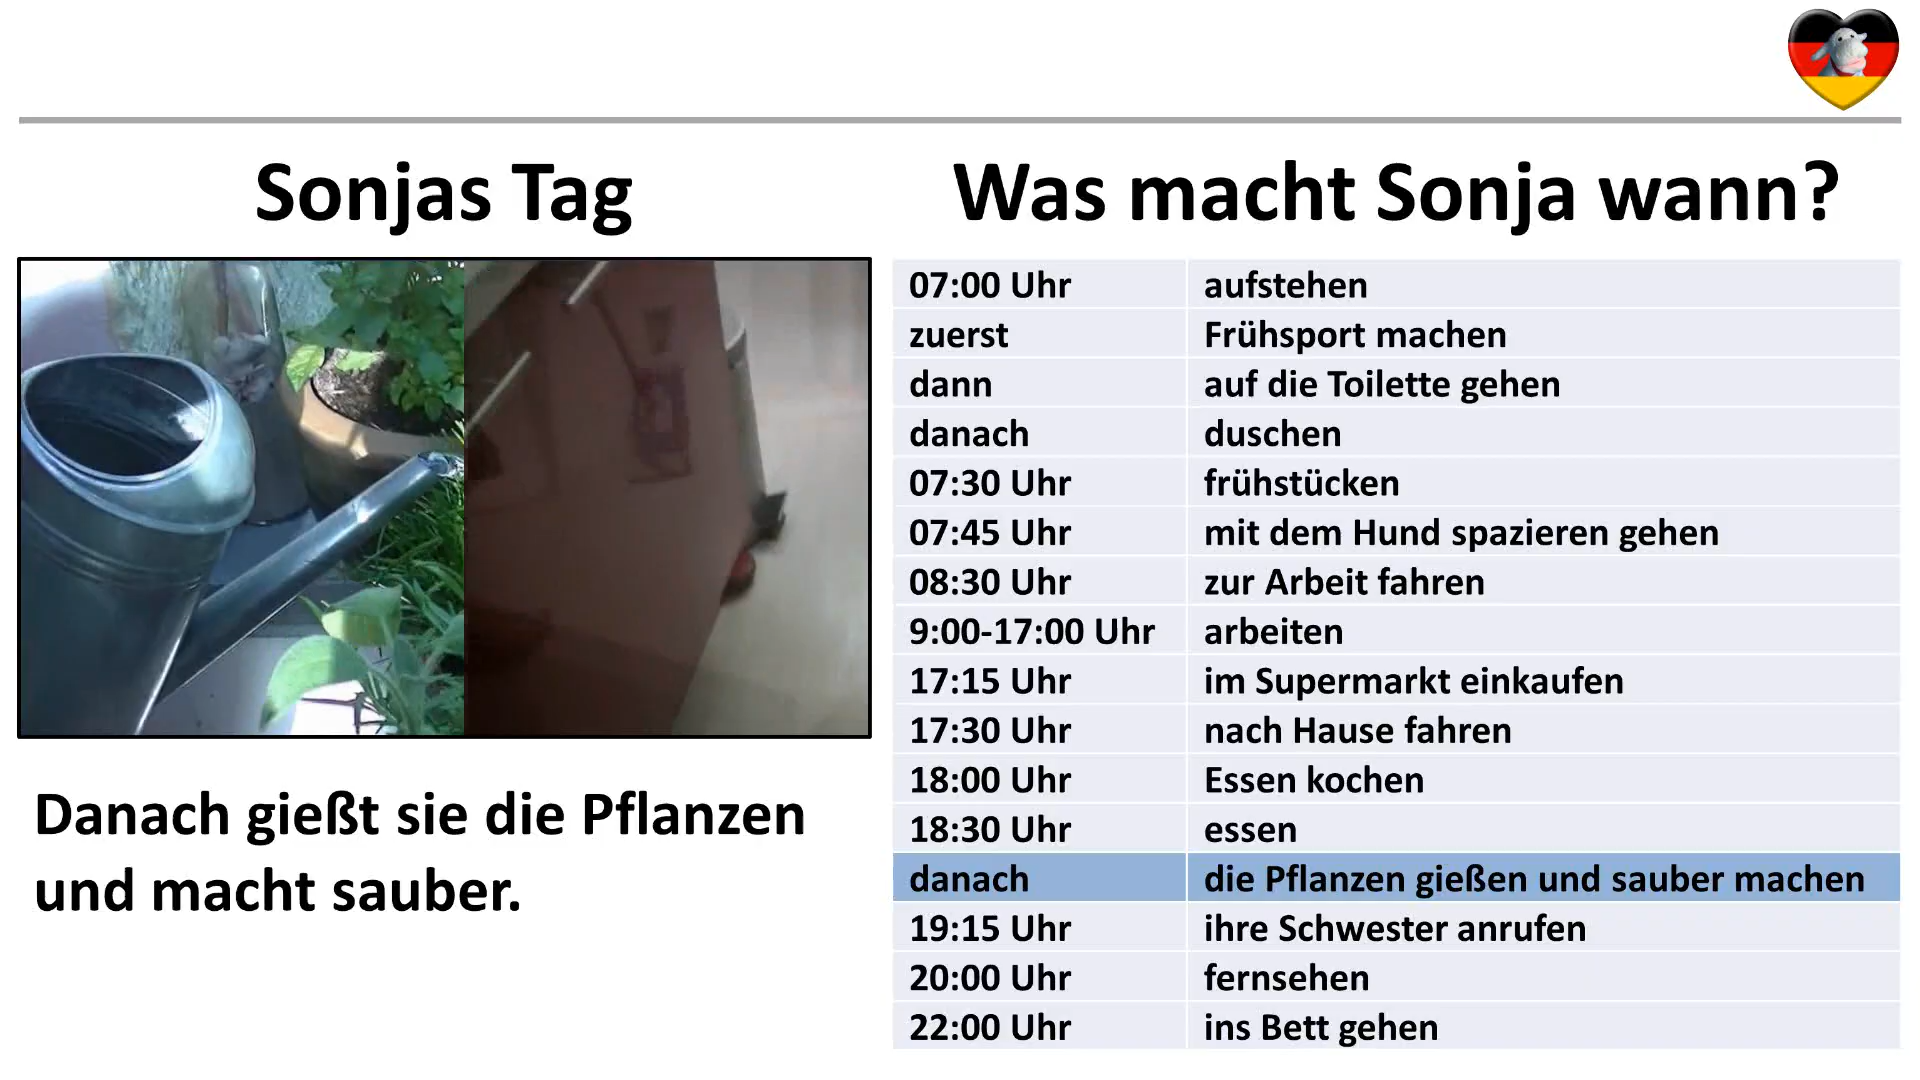 Sonjas Tag
Danach gießt sie die Pflanzen
und macht sauber.
Was macht Sonja wann?
07:00 Uhr aufstehen
zuerst Frühsport machen
dann auf die Toilette gehen
danach duschen
07:30 Uhr frühstücken
07:45 Uhr mit dem Hund spazieren gehen
08:30 Uhr zur Arbeit fahren
9:00-17:00 Uhr arbeiten
17:15 Uhr im Supermarkt einkaufen
17:30 Uhr nach Hause fahren
18:00 Uhr Essen kochen
18:30 Uhr essen
danach die Pflanzen gießen und sauber machen
19:15 Uhr ihre Schwester anrufen
20:00 Uhr fernsehen
22:00 Uhr ins Bett gehen